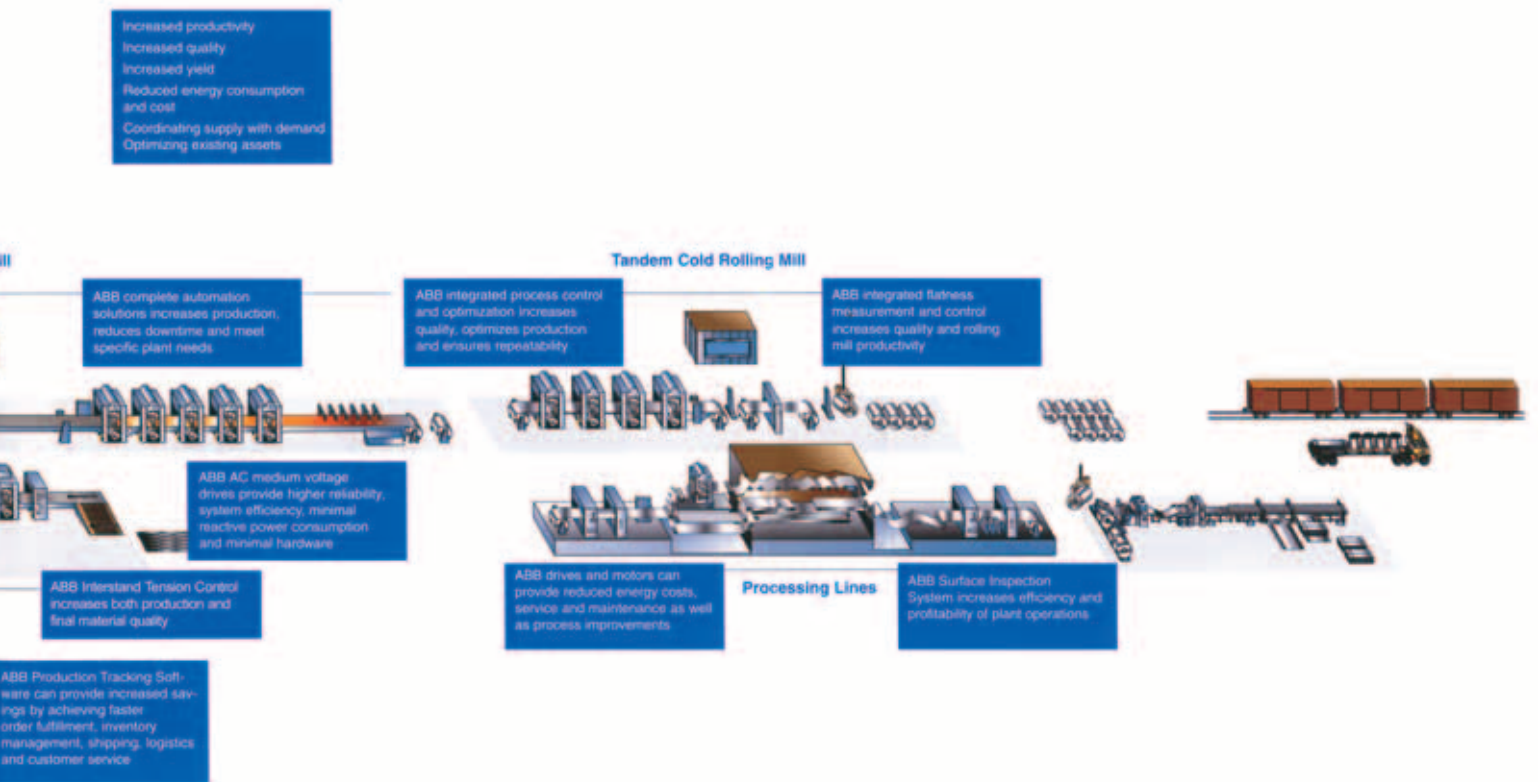 Increased productivity
Increased quality
Increased yield
Reduced energy consumption
and cost
Coordinating supply with demand
Optimizing existing assets
ill
Tandem Cold Rolling Mill
ABB complete automation
solutions increases production,
reduces downtime and meet
specific plant needs
ABB integrated process control
and optimization increases
quality, optimizes production
and ensures repeatability
ABB integrated flatness
measurement and control
increases quality and rolling
mill productivity
ABB AC medium voltage
drives provide higher reliability,
system efficiency, minimal
reactive power consumption
and minimal hardware
ABB Interstand Tension Control
increases both production and
final material quality
ABB drives and motors can
provide reduced energy costs,
service and maintenance as well
as process improvements
Processing Lines
ABB Surface Inspection
System increases efficiency and
profitability of plant operations
ABB Production Tracking Soft-
ware can provide increased sav-
ings by achieving faster
order fulfillment, inventory
management, shipping, logistics
and customer service